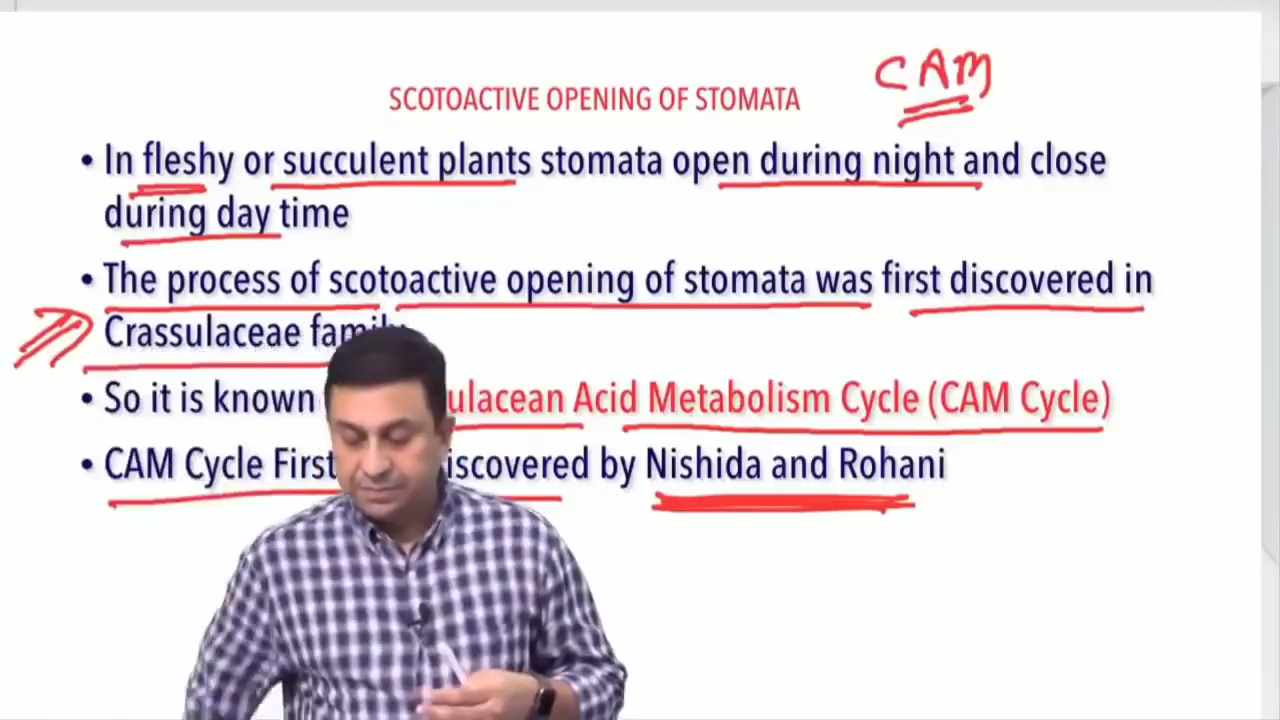 CAM
SCOTOACTIVE OPENING OF STOMATA
• In fleshy or succulent plants stomata open during night and close
during day time
• The process of scotoactive opening of stomata was first discovered in
Crassulaceae family
• So it is known ulacean Acid Metabolism Cycle (CAM Cycle)
• CAM Cycle First iscovered by Nishida and Rohani